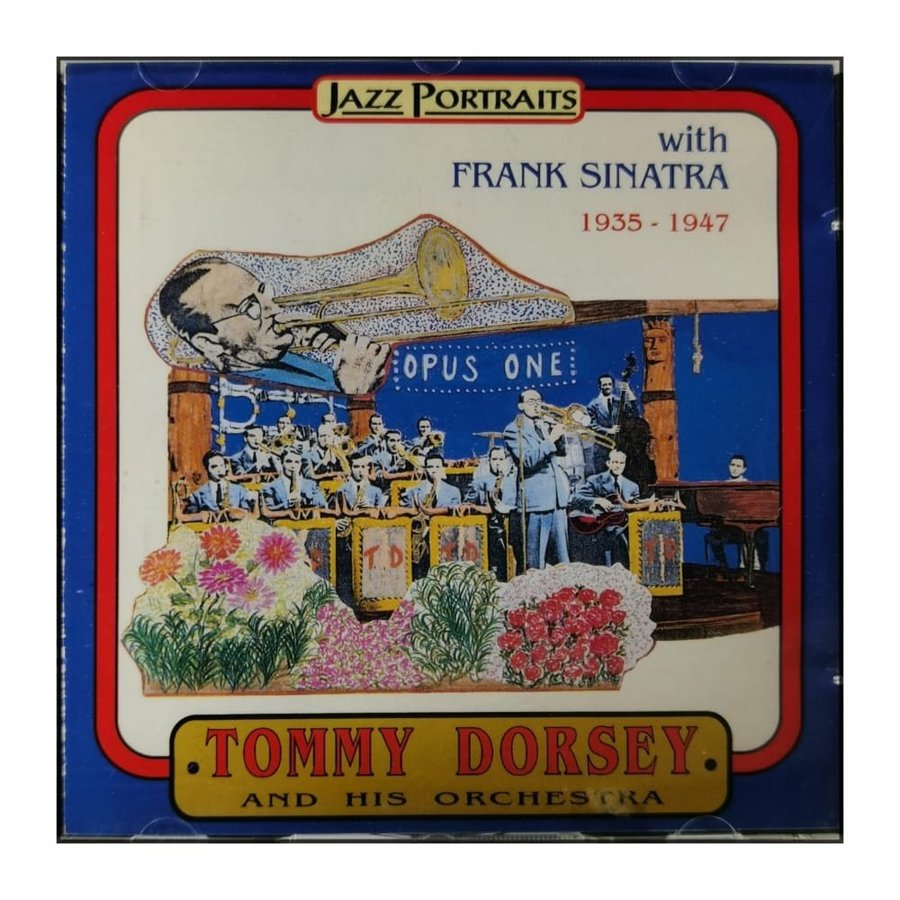 JAZZ PORTRAITS
with
FRANK SINATRA
1935 - 1947
OPUS ONE
T.D
T.D
T.D
TOMMY DORSEY
AND HIS ORCHESTRA